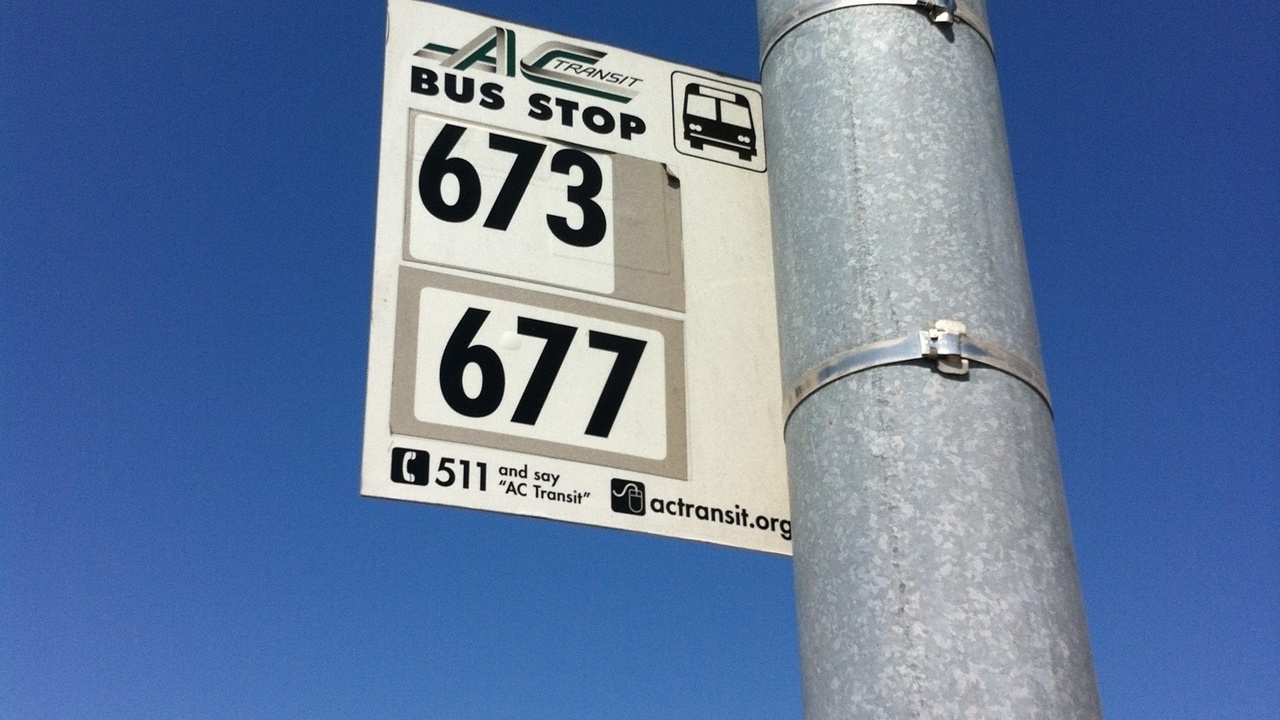 AC TRANSIT
BUS STOP
673
677
511 and say
"AC Transit"
actransit.org